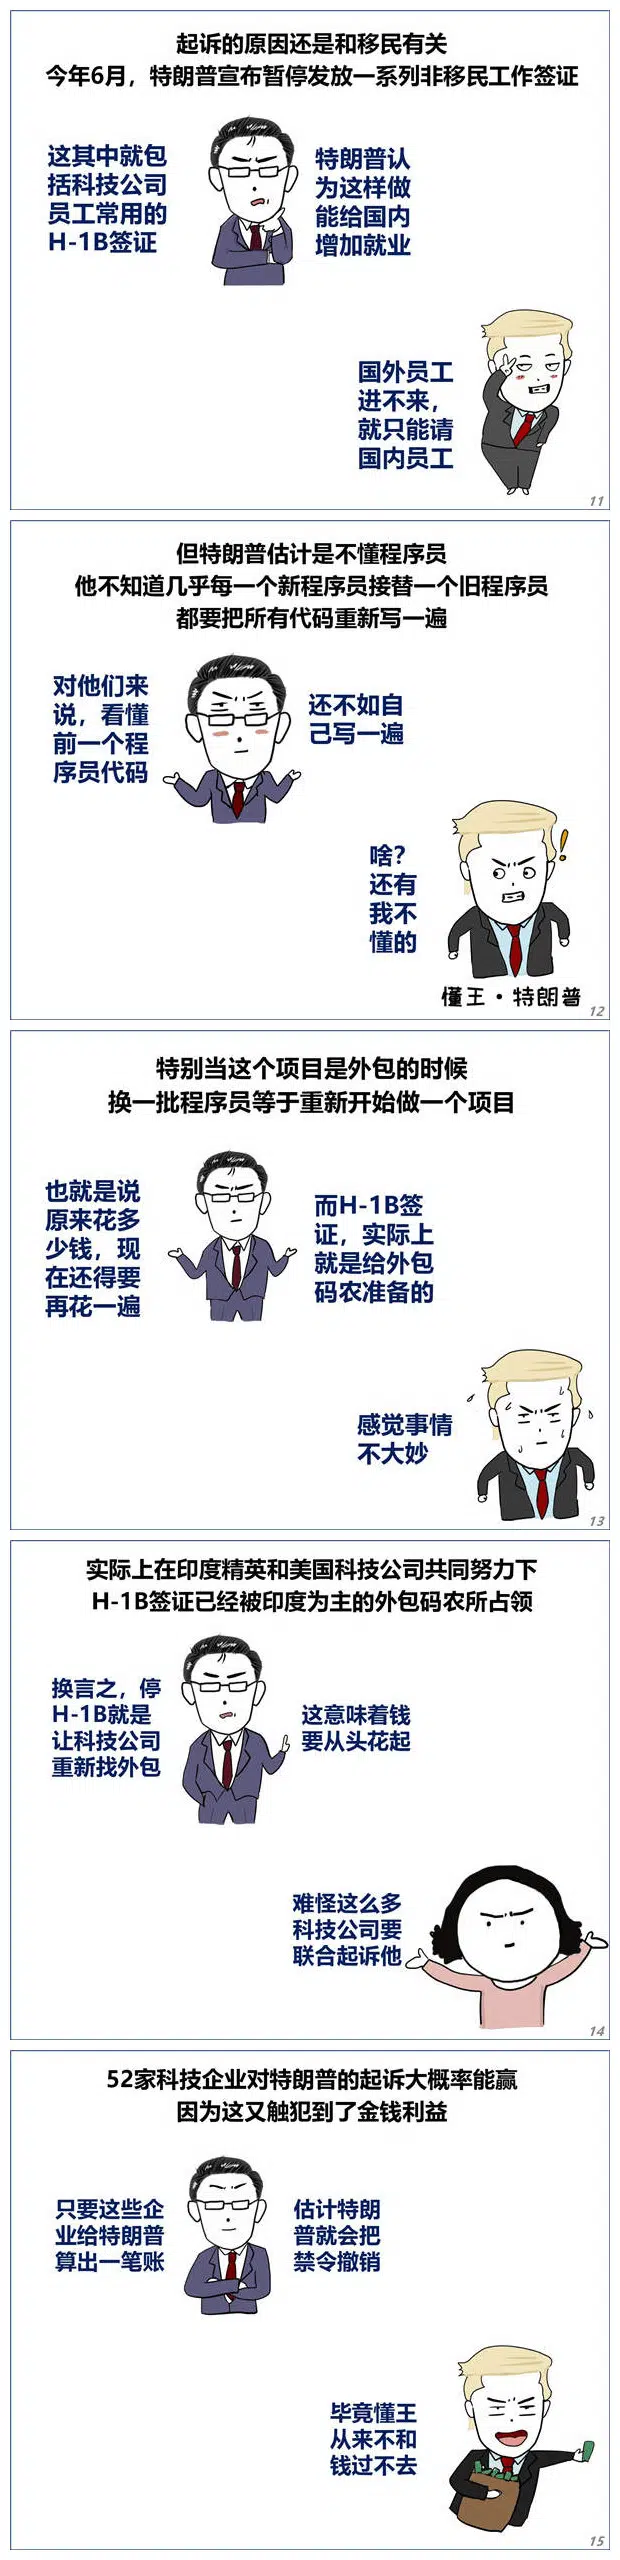 起诉的原因还是和移民有关
今年6月，特朗普宣布暂停发放一系列非移民工作签证
这其中就包
括科技公司
员工常用的
H-1B签证
特朗普认
为这样做
能给国内
增加就业
国外员工
进不来，
就只能请
国内员工
11
但特朗普估计是不懂程序员
他不知道几乎每一个新程序员接替一个旧程序员
都要把所有代码重新写一遍
对他们来
说，看懂
前一个程
序员代码
还不如自
己写一遍
啥？
还有
我不
懂的
懂王·特朗普
12
特别当这个项目是外包的时候
换一批程序员等于重新开始做一个项目
也就是说
原来花多
少钱，现
在还得要
再花一遍
而H-1B签
证，实际上
就是给外包
码农准备的
感觉事情
不大妙
13
实际上在印度精英和美国科技公司共同努力下
H-1B签证已经被印度为主的外包码农所占领
换言之，停
H-1B就是
让科技公司
重新找外包
这意味着钱
要从头花起
难怪这么多
科技公司要
联合起诉他
14
52家科技企业对特朗普的起诉大概率能赢
因为这又触犯到了金钱利益
只要这些企
业给特朗普
算出一笔账
估计特朗
普就会把
禁令撤销
毕竟懂王
从来不和
钱过不去
15